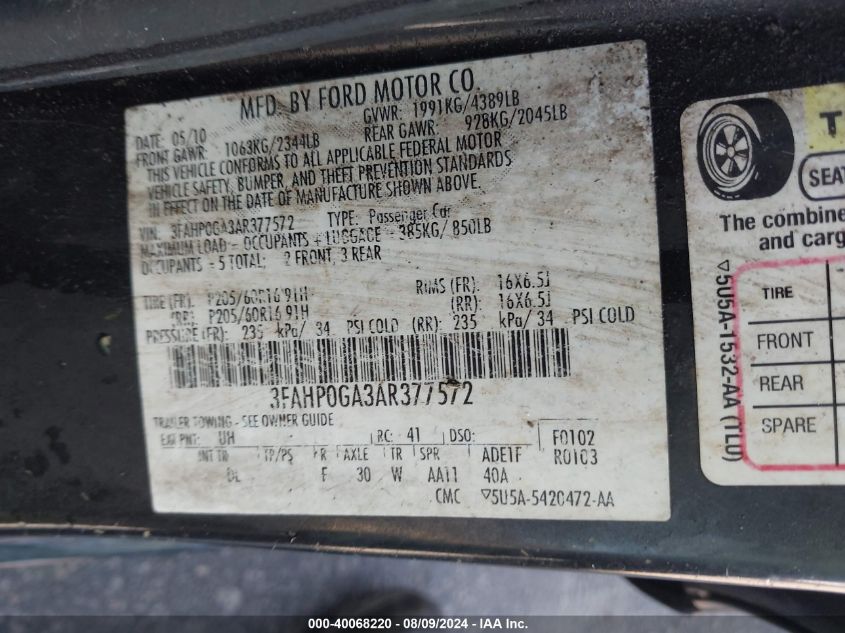 MFD. BY FORD MOTOR CO.
DATE: 05/10 GVWR: 1991KG/4389LB
FRONT GAWR: 1063KG/2344LB REAR GAWR: 928KG/2045LB
THIS VEHICLE CONFORMS TO ALL APPLICABLE FEDERAL MOTOR
VEHICLE SAFETY, BUMPER, AND THEFT PREVENTION STANDARDS
IN EFFECT ON THE DATE OF MANUFACTURE SHOWN ABOVE.
VIN: 3FAHP0GA3AR377572 TYPE: Passenger Car
MAXIMUM LOAD - OCCUPANTS + LUGGAGE - 385KG/ 850LB
OCCUPANTS - 5 TOTAL: 2 FRONT, 3 REAR
TIRE (FR): P205/60R16 91H RIMS (FR): 16X6.5J
(RR): P205/60R16 91H (RR): 16X6.5J
PRESSURE (FR): 235 kPa/ 34 PSI COLD (RR): 235 kPa/ 34 PSI COLD
3FAHP0GA3AR377572
TRAILER TOWING - SEE OWNER GUIDE
EXT PNT: UH RC: 41 DSO: F0102
INT TR TP/PS R AXLE TR SPR ADE1F R0103
DL F 30 W AA11 40A
CMC ▽5U5A-5420472-AA
T
SEAT
The combine
and carg
TIRE
FRONT
REAR
SPARE
▽5U5A-1532-AA (TLU)
000-40068220 - 08/09/2024 - IAA Inc.